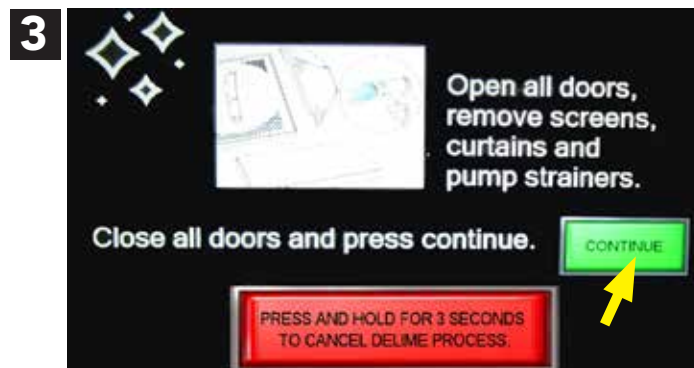 3
Open all doors,
remove screens,
curtains and
pump strainers.
Close all doors and press continue.
CONTINUE
PRESS AND HOLD FOR 3 SECONDS
TO CANCEL DELIME PROCESS.